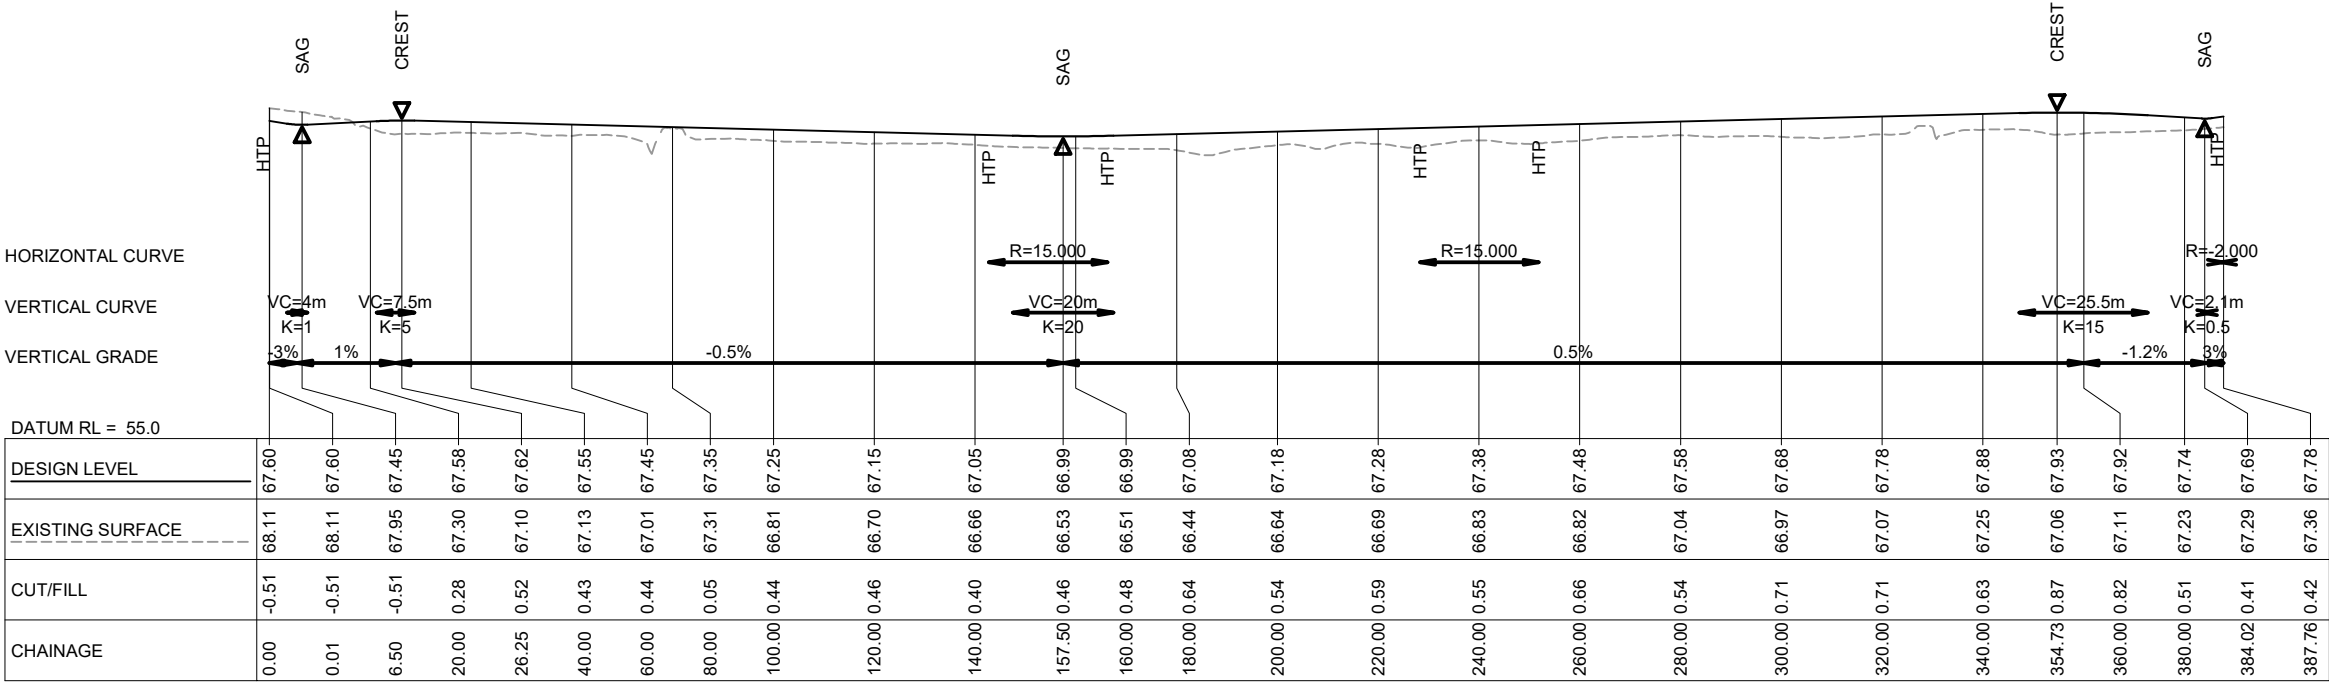 SAG CREST SAG CREST SAG
HTP HTP HTP HTP HTP HTP
HORIZONTAL CURVE R=15.000 R=15.000 R=-2.000
VERTICAL CURVE VC=4m VC=7.5m VC=20m VC=25.5m VC=2.1m
K=1 K=5 K=20 K=15 K=0.5
VERTICAL GRADE -3% 1% -0.5% 0.5% -1.2% 3%
DATUM RL = 55.0
DESIGN LEVEL 67.60 67.60 67.45 67.58 67.62 67.55 67.45 67.35 67.25 67.15 67.05 66.99 66.99 67.08 67.18 67.28 67.38 67.48 67.58 67.68 67.78 67.88 67.93 67.92 67.74 67.69 67.78
EXISTING SURFACE 68.11 68.11 67.95 67.30 67.10 67.13 67.01 67.31 66.81 66.70 66.66 66.53 66.51 66.44 66.64 66.69 66.83 66.82 67.04 66.97 67.07 67.25 67.06 67.11 67.23 67.29 67.36
CUT/FILL -0.51 -0.51 -0.51 0.28 0.52 0.43 0.44 0.05 0.44 0.46 0.40 0.46 0.48 0.64 0.54 0.59 0.55 0.66 0.54 0.71 0.71 0.63 0.87 0.82 0.51 0.41 0.42
CHAINAGE 0.00 0.01 6.50 20.00 26.25 40.00 60.00 80.00 100.00 120.00 140.00 157.50 160.00 180.00 200.00 220.00 240.00 260.00 280.00 300.00 320.00 340.00 354.73 360.00 380.00 384.02 387.76